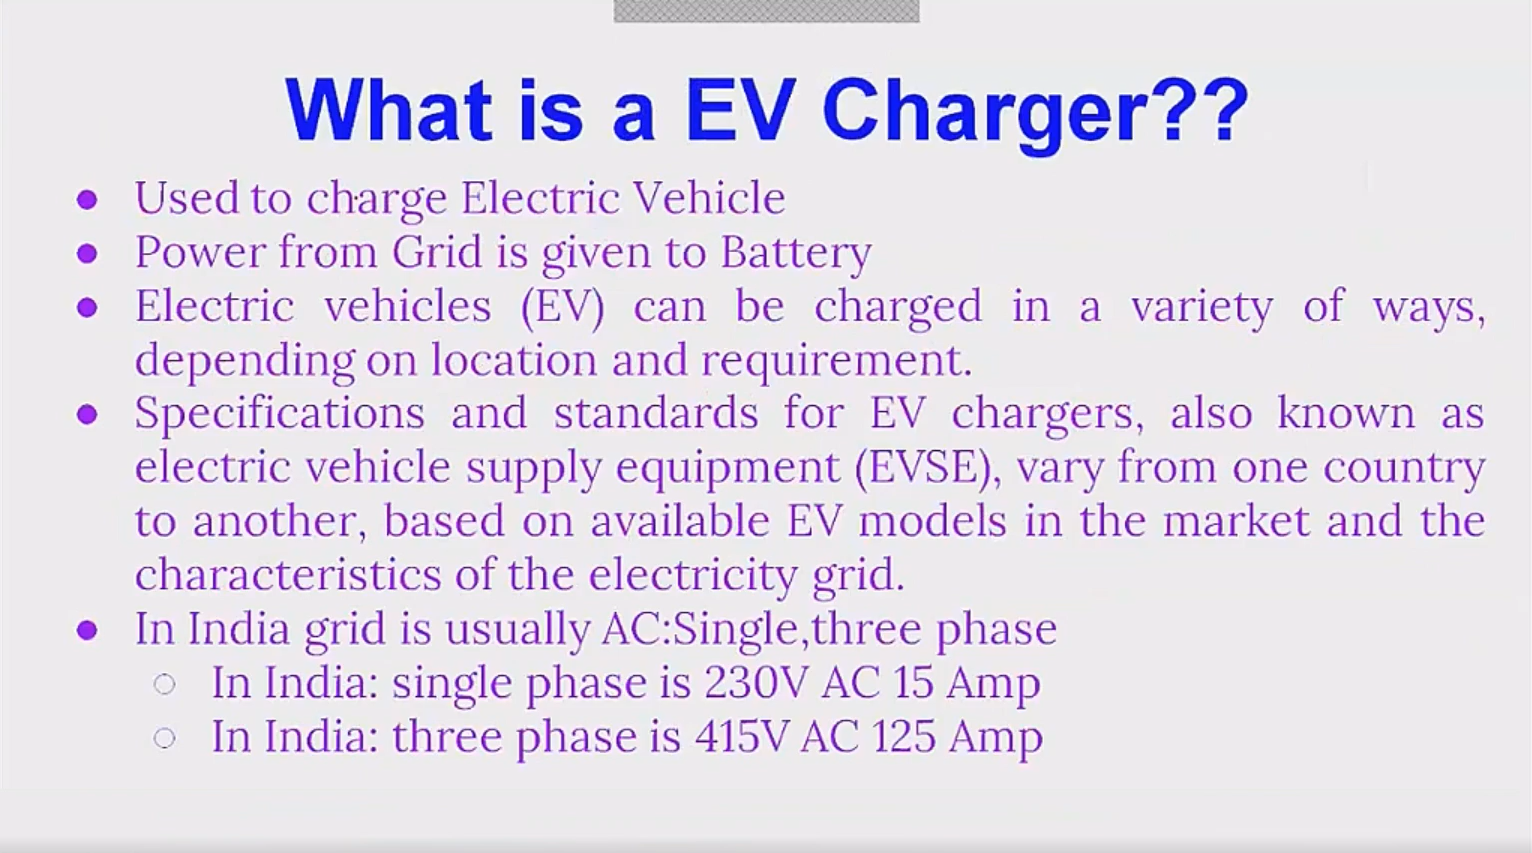 What is a EV Charger??
● Used to charge Electric Vehicle
● Power from Grid is given to Battery
● Electric vehicles (EV) can be charged in a variety of ways,
depending on location and requirement.
● Specifications and standards for EV chargers, also known as
electric vehicle supply equipment (EVSE), vary from one country
to another, based on available EV models in the market and the
characteristics of the electricity grid.
● In India grid is usually AC:Single,three phase
○ In India: single phase is 230V AC 15 Amp
○ In India: three phase is 415V AC 125 Amp